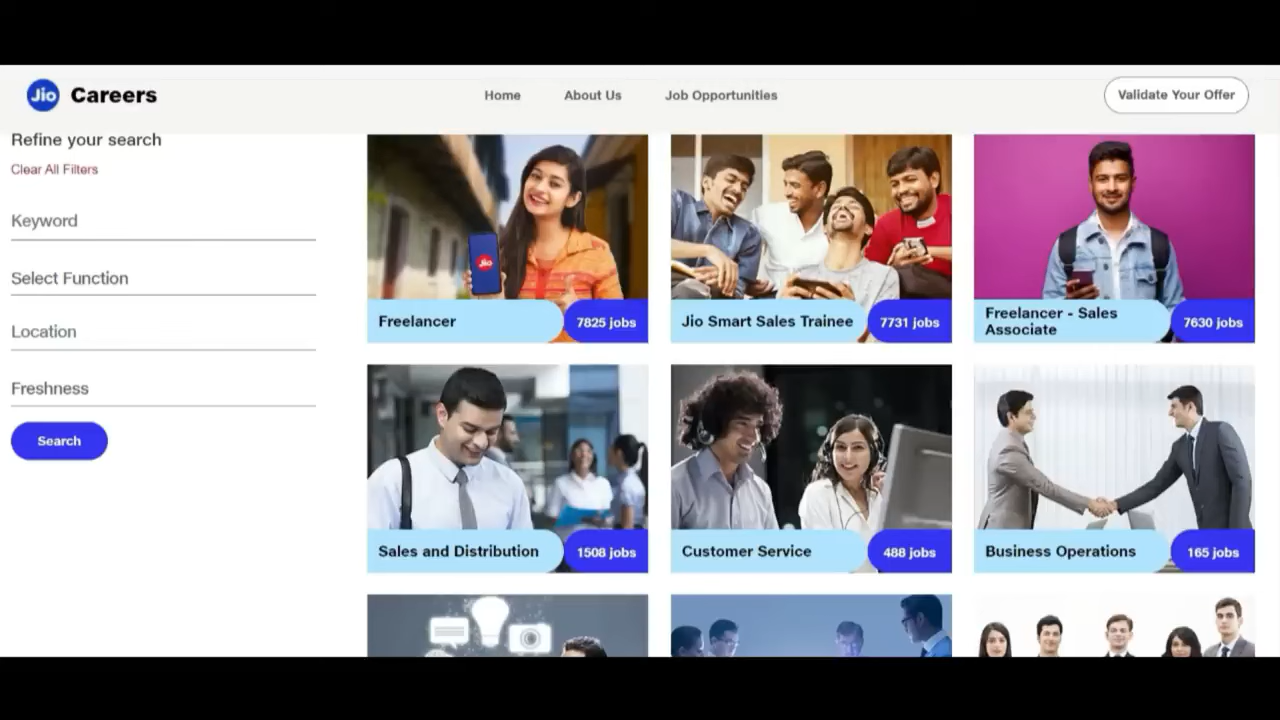 Jio Careers
Home
About Us
Job Opportunities
Validate Your Offer
Refine your search
Clear All Filters
Keyword
Select Function
Location
Freshness
Search
Jio
Freelancer
7825 jobs
Jio Smart Sales Trainee
7731 jobs
Freelancer - Sales
Associate
7630 jobs
Sales and Distribution
1508 jobs
Customer Service
488 jobs
Business Operations
165 jobs